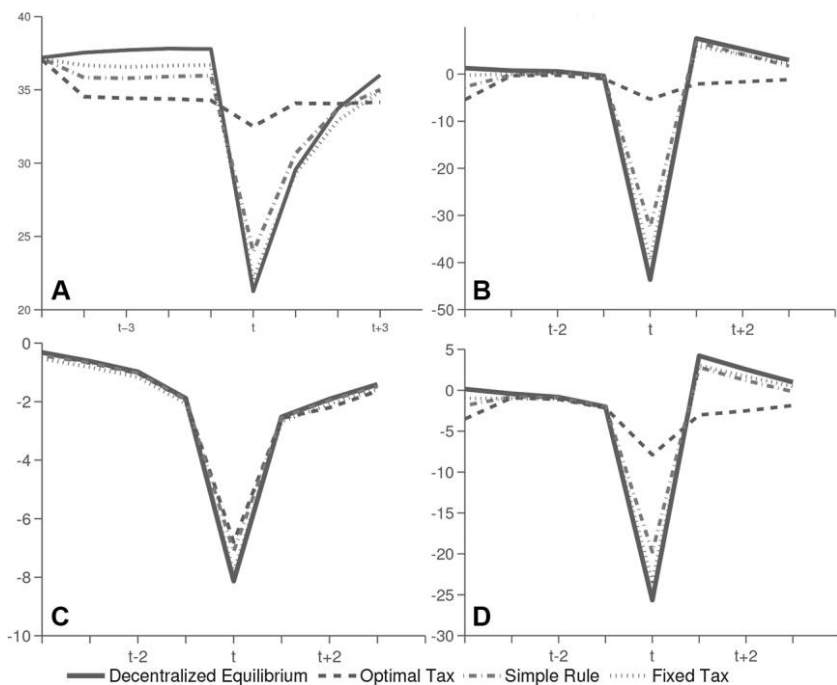 40
35
30
25
20
A
t−3
t
t+3
10
0
-10
-20
-30
-40
-50
B
t-2
t
t+2
0
-2
-4
-6
-8
-10
C
t-2
t
t+2
5
0
-5
-10
-15
-20
-25
-30
D
t-2
t
t+2
Decentralized Equilibrium Optimal Tax Simple Rule Fixed Tax